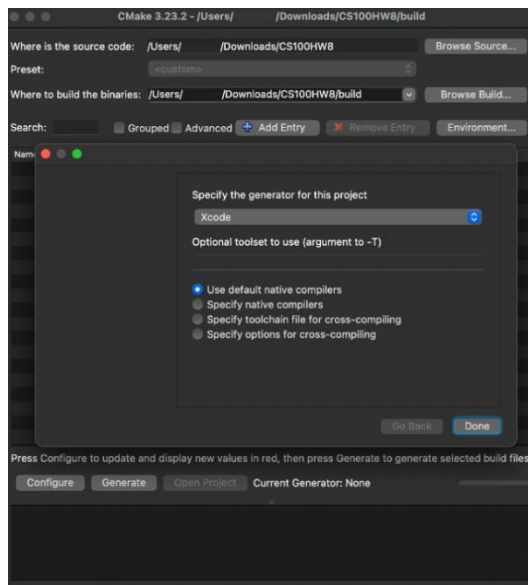 CMake 3.23.2 - /Users/ /Downloads/CS100HW8/build
Where is the source code: /Users/ /Downloads/CS100HW8 Browse Source...
Preset: <custom>
Where to build the binaries: /Users/ /Downloads/CS100HW8/build Browse Build...
Search: Grouped Advanced Add Entry Remove Entry Environment...
Nam
Specify the generator for this project
Xcode
Optional toolset to use (argument to -T)
Use default native compilers
Specify native compilers
Specify toolchain file for cross-compiling
Specify options for cross-compiling
Go Back Done
Press Configure to update and display new values in red, then press Generate to generate selected build files
Configure Generate Open Project Current Generator: None